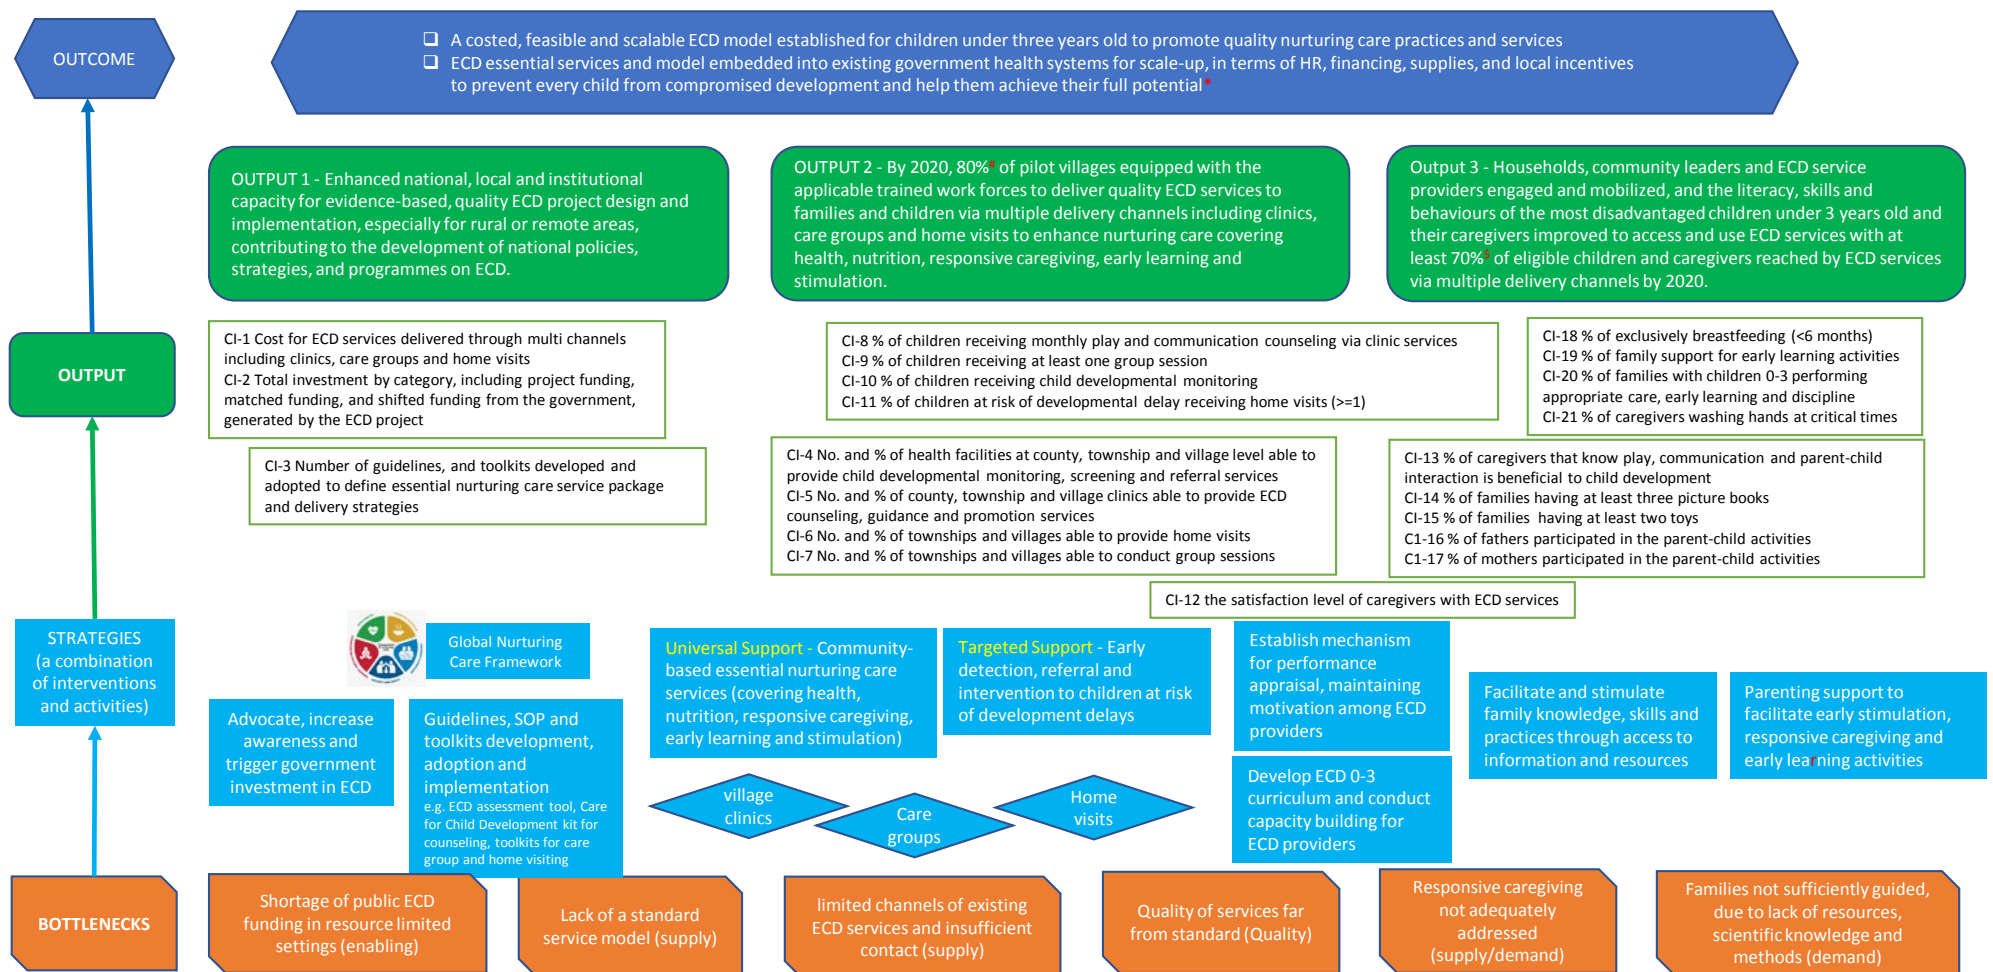 OUTCOME
❑ A costed, feasible and scalable ECD model established for children under three years old to promote quality nurturing care practices and services
❑ ECD essential services and model embedded into existing government health systems for scale-up, in terms of HR, financing, supplies, and local incentives
to prevent every child from compromised development and help them achieve their full potential*
OUTPUT 1 - Enhanced national, local and institutional
capacity for evidence-based, quality ECD project design and
implementation, especially for rural or remote areas,
contributing to the development of national policies,
strategies, and programmes on ECD.
OUTPUT 2 - By 2020, 80%# of pilot villages equipped with the
applicable trained work forces to deliver quality ECD services to
families and children via multiple delivery channels including clinics,
care groups and home visits to enhance nurturing care covering
health, nutrition, responsive caregiving, early learning and
stimulation.
Output 3 - Households, community leaders and ECD service
providers engaged and mobilized, and the literacy, skills and
behaviours of the most disadvantaged children under 3 years old and
their caregivers improved to access and use ECD services with at
least 70%$ of eligible children and caregivers reached by ECD services
via multiple delivery channels by 2020.
OUTPUT
CI-1 Cost for ECD services delivered through multi channels
including clinics, care groups and home visits
CI-2 Total investment by category, including project funding,
matched funding, and shifted funding from the government,
generated by the ECD project
CI-3 Number of guidelines, and toolkits developed and
adopted to define essential nurturing care service package
and delivery strategies
CI-8 % of children receiving monthly play and communication counseling via clinic services
CI-9 % of children receiving at least one group session
CI-10 % of children receiving child developmental monitoring
CI-11 % of children at risk of developmental delay receiving home visits (>=1)
CI-4 No. and % of health facilities at county, township and village level able to
provide child developmental monitoring, screening and referral services
CI-5 No. and % of county, township and village clinics able to provide ECD
counseling, guidance and promotion services
CI-6 No. and % of townships and villages able to provide home visits
CI-7 No. and % of townships and villages able to conduct group sessions
CI-18 % of exclusively breastfeeding (<6 months)
CI-19 % of family support for early learning activities
CI-20 % of families with children 0-3 performing
appropriate care, early learning and discipline
CI-21 % of caregivers washing hands at critical times
CI-13 % of caregivers that know play, communication and parent-child
interaction is beneficial to child development
CI-14 % of families having at least three picture books
CI-15 % of families having at least two toys
C1-16 % of fathers participated in the parent-child activities
C1-17 % of mothers participated in the parent-child activities
CI-12 the satisfaction level of caregivers with ECD services
STRATEGIES
(a combination
of interventions
and activities)
Global Nurturing
Care Framework
Advocate, increase
awareness and
trigger government
investment in ECD
Guidelines, SOP and
toolkits development,
adoption and
implementation
e.g. ECD assessment tool, Care
for Child Development kit for
counseling, toolkits for care
group and home visiting
Universal Support - Community-
based essential nurturing care
services (covering health,
nutrition, responsive caregiving,
early learning and stimulation)
Targeted Support - Early
detection, referral and
intervention to children at risk
of development delays
village
clinics
Care
groups
Home
visits
Establish mechanism
for performance
appraisal, maintaining
motivation among ECD
providers
Develop ECD 0-3
curriculum and conduct
capacity building for
ECD providers
Facilitate and stimulate
family knowledge, skills and
practices through access to
information and resources
Parenting support to
facilitate early stimulation,
responsive caregiving and
early learning activities
BOTTLENECKS
Shortage of public ECD
funding in resource limited
settings (enabling)
Lack of a standard
service model (supply)
limited channels of existing
ECD services and insufficient
contact (supply)
Quality of services far
from standard (Quality)
Responsive caregiving
not adequately
addressed
(supply/demand)
Families not sufficiently guided,
due to lack of resources,
scientific knowledge and
methods (demand)